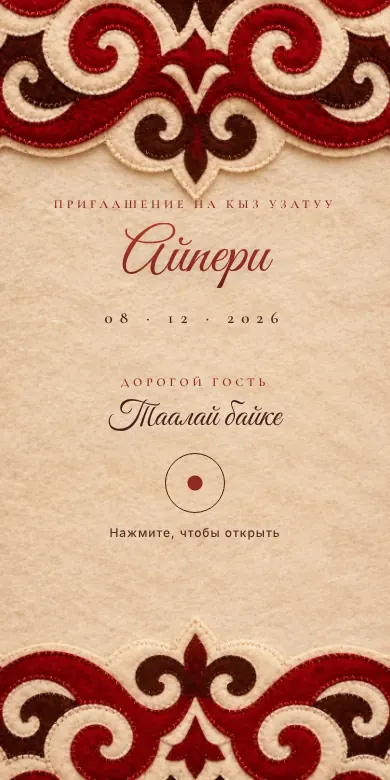 ПРИГЛАШЕНИЕ НА КЫЗ УЗАТУУ
Айпери
08 · 12 · 2026
ДОРОГОЙ ГОСТЬ
Таалай байке
Нажмите, чтобы открыть